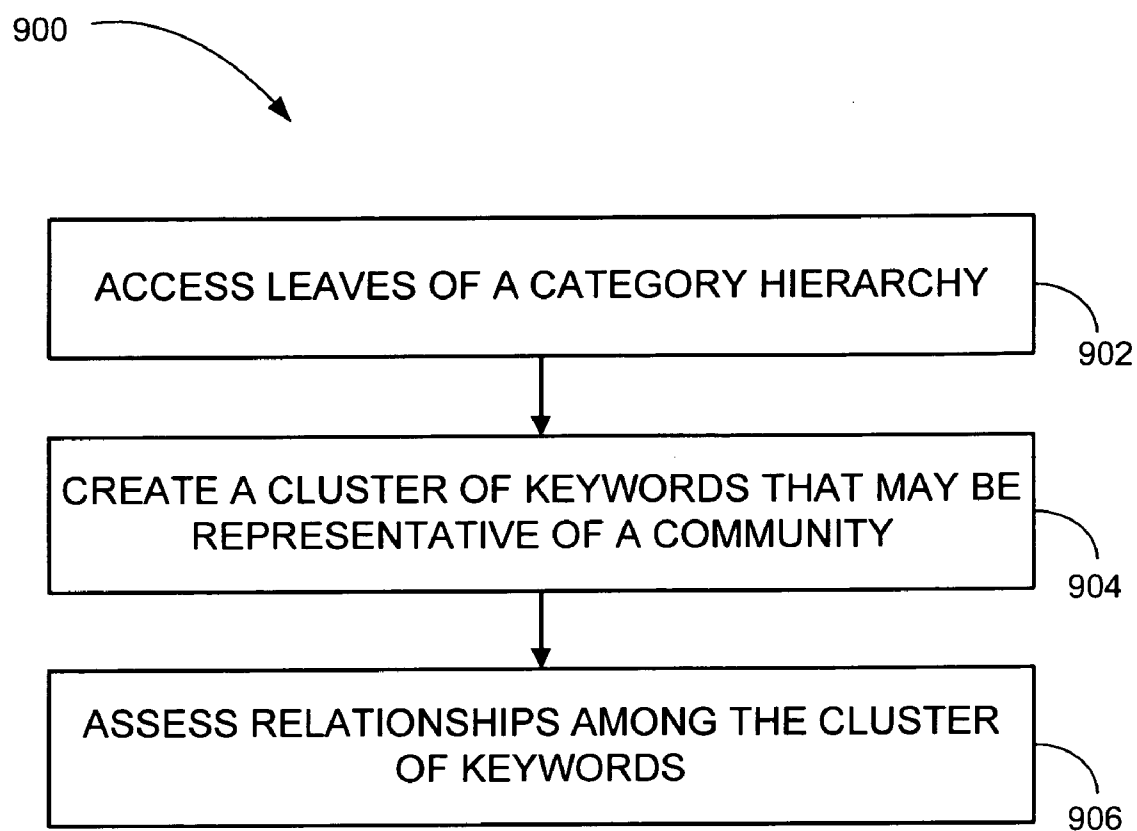 900
ACCESS LEAVES OF A CATEGORY HIERARCHY
902
CREATE A CLUSTER OF KEYWORDS THAT MAY BE
REPRESENTATIVE OF A COMMUNITY
904
ASSESS RELATIONSHIPS AMONG THE CLUSTER
OF KEYWORDS
906